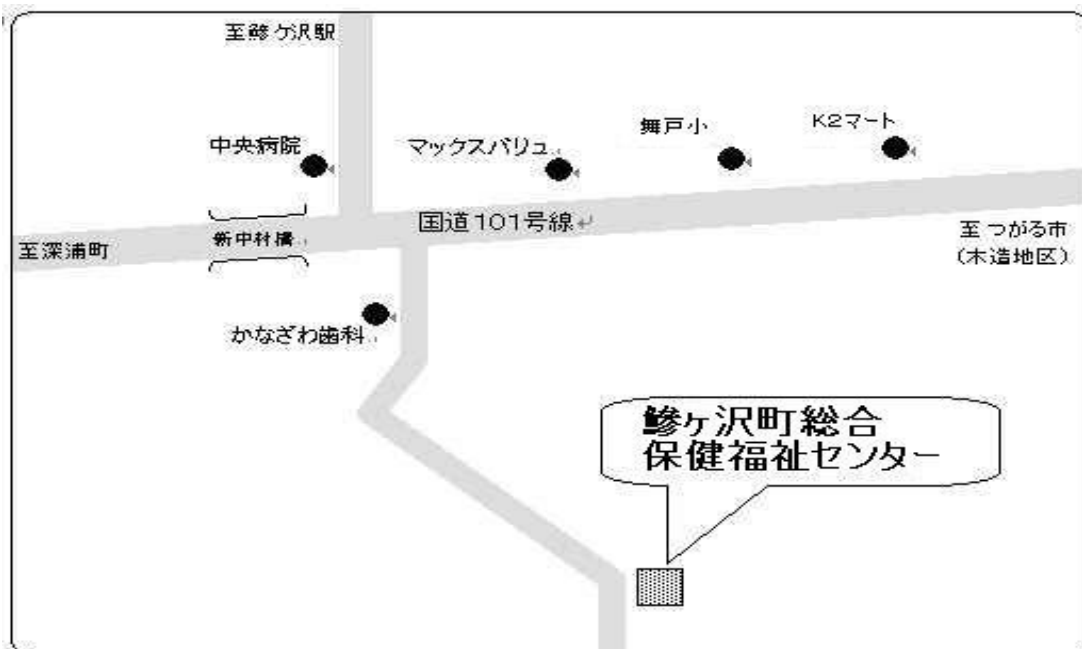 至鰺ケ沢駅
中央病院
マックスバリュ
舞戸小
K2マート
国道101号線
新中村橋
至深浦町
至つがる市
(木造地区)
かなざわ歯科
鰺ヶ沢町総合
保健福祉センター